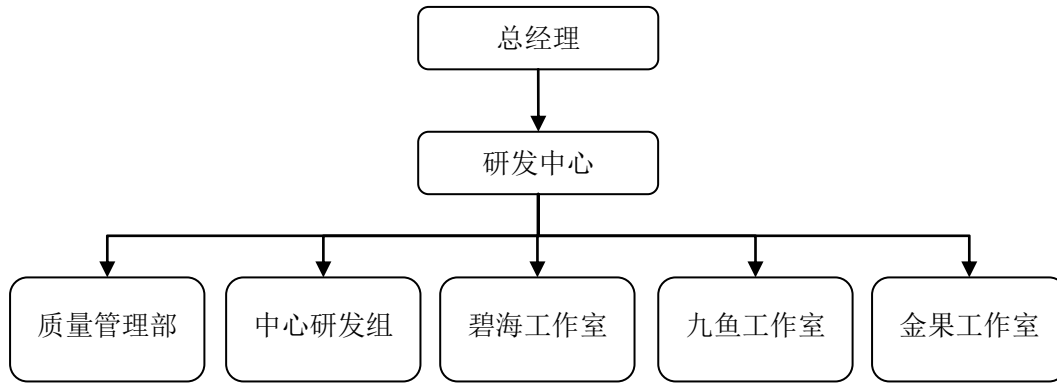 总经理
研发中心
质量管理部
中心研发组
碧海工作室
九鱼工作室
金果工作室